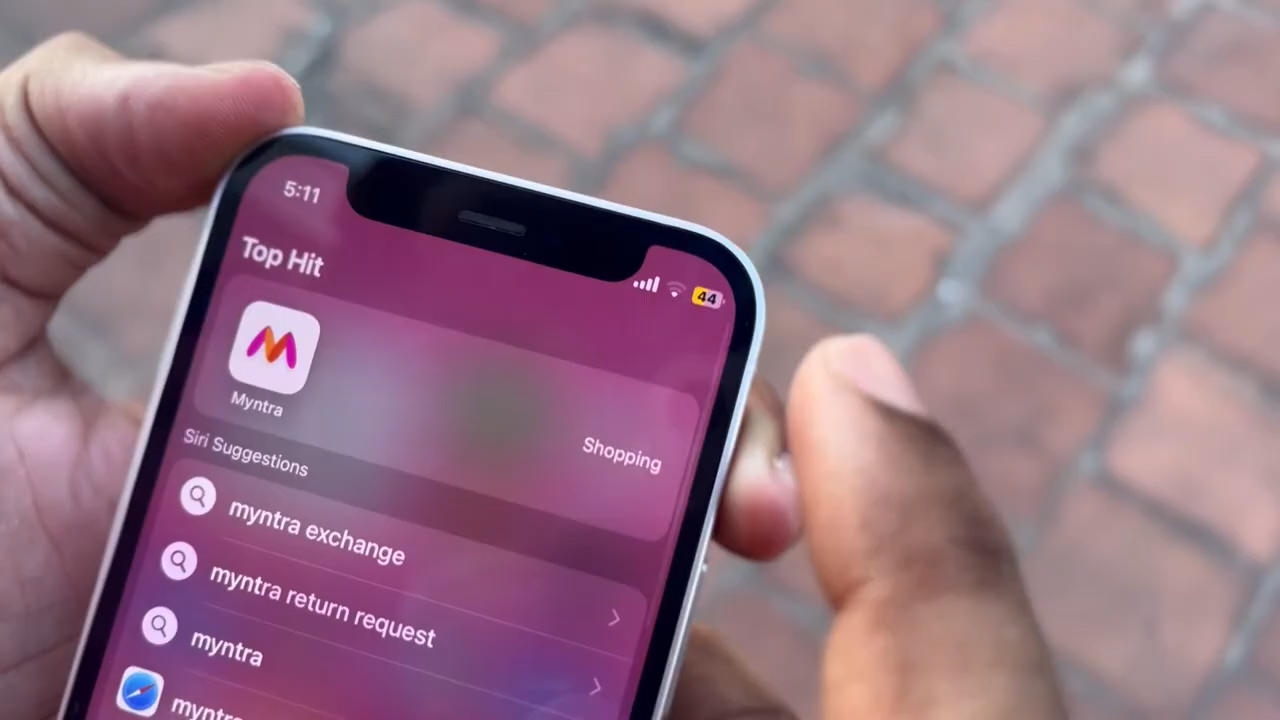 5:11
44
Top Hit
Myntra
Shopping
Siri Suggestions
myntra exchange
myntra return request
myntra